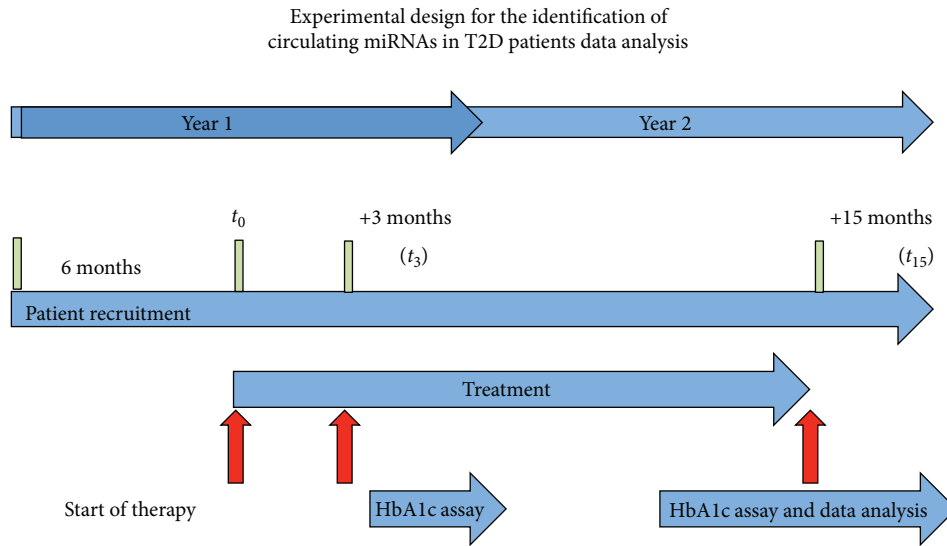 Experimental design for the identification of
circulating miRNAs in T2D patients data analysis
Year 1
Year 2
t0
+3 months
+15 months
6 months
(t3)
(t15)
Patient recruitment
Treatment
Start of therapy
HbA1c assay
HbA1c assay and data analysis